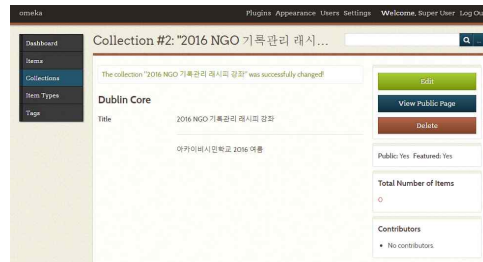 omeka
Plugins Appearance Users Settings Welcome, Super User Log Ou
Dashboard
Items
Collections
Item Types
Tags
Collection #2: "2016 NGO 기록관리 래시...
The collection "2016 NGO 기록관리 래시피 강좌" was successfully changed!
Dublin Core
Title
2016 NGO 기록관리 래시피 강좌
아카이비시민학교 2016 여름
Edit
View Public Page
Delete
Public: Yes Featured: Yes
Total Number of Items
0
Contributors
No contributors.